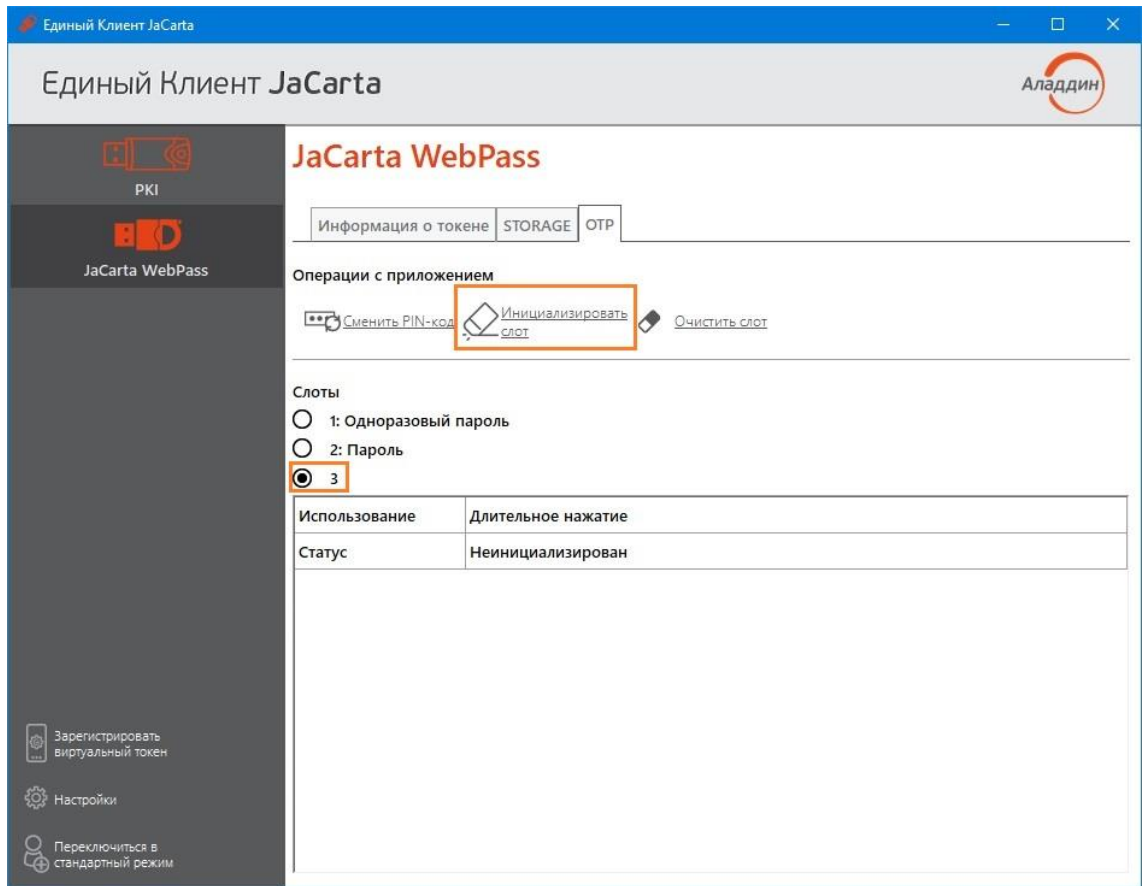 Единый Клиент JaCarta
Единый Клиент JaCarta
Аладдин
PKI
JaCarta WebPass
JaCarta WebPass
Информация о токене STORAGE OTP
Операции с приложением
Сменить PIN-код
Инициализировать
слот
Очистить слот
Слоты
1: Одноразовый пароль
2: Пароль
3
Использование Длительное нажатие
Статус Неинициализирован
Зарегистрировать
виртуальный токен
Настройки
Переключиться в
стандартный режим